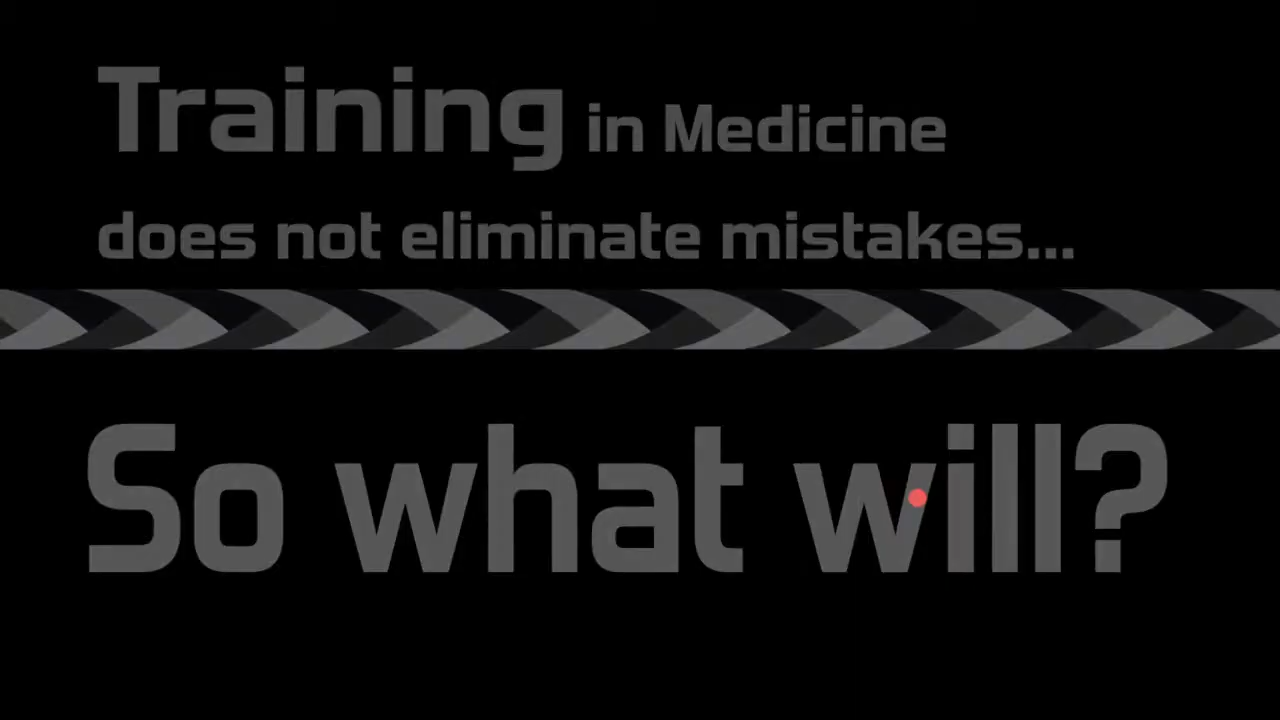 Training in Medicine
does not eliminate mistakes...
So what will?